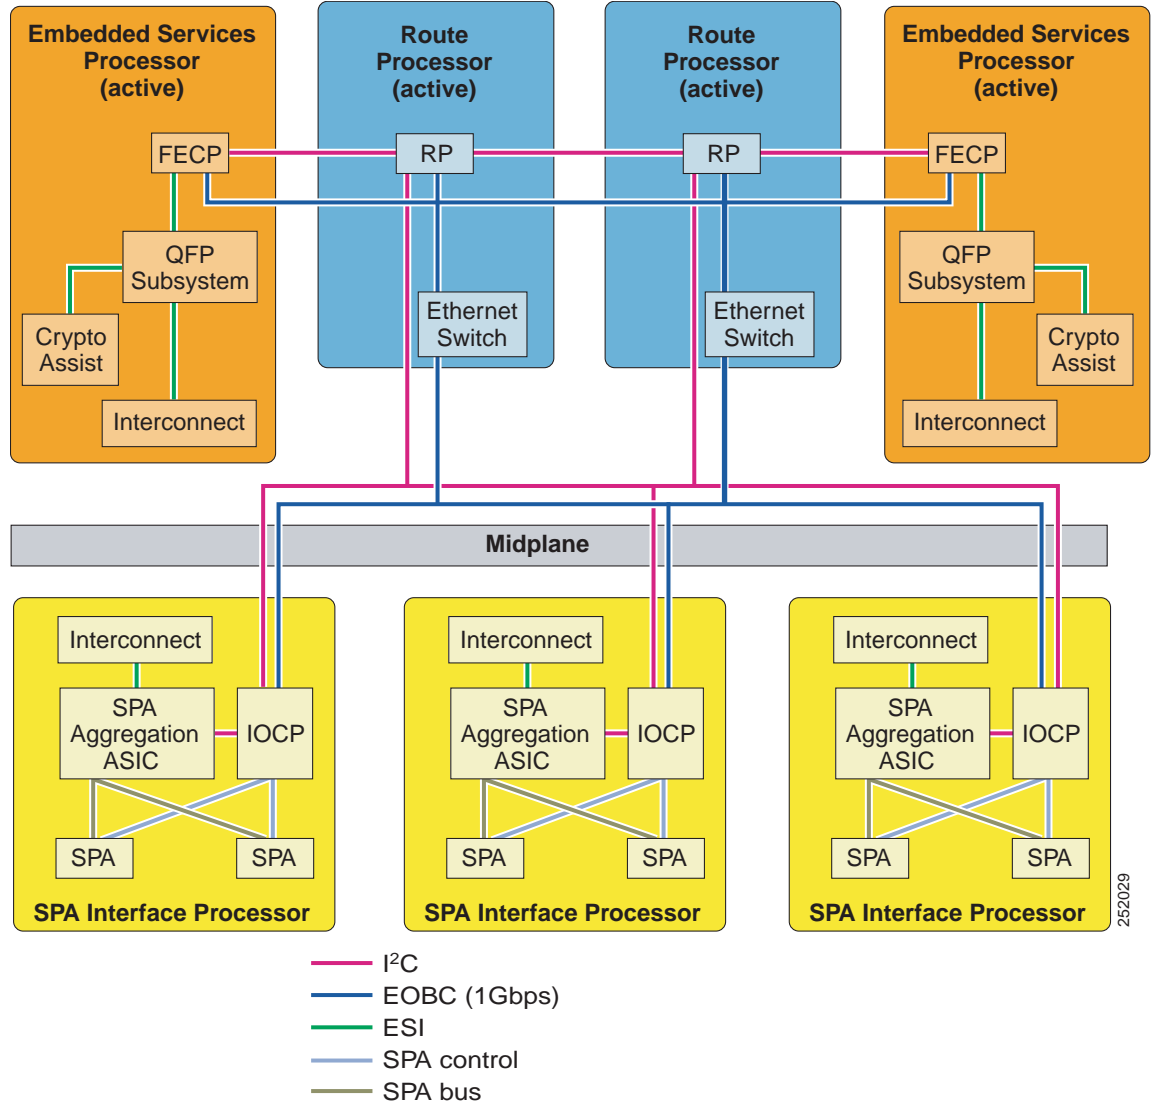 Embedded Services
Processor
(active)
Route
Processor
(active)
Route
Processor
(active)
Embedded Services
Processor
(active)
FECP
RP
RP
FECP
QFP
Subsystem
QFP
Subsystem
Ethernet
Switch
Ethernet
Switch
Crypto
Assist
Crypto
Assist
Interconnect
Interconnect
Midplane
Interconnect
SPA
Aggregation
ASIC
IOCP
SPA
SPA
SPA Interface Processor
Interconnect
SPA
Aggregation
ASIC
IOCP
SPA
SPA
SPA Interface Processor
Interconnect
SPA
Aggregation
ASIC
IOCP
SPA
SPA
SPA Interface Processor
252029
I²C
EOBC (1Gbps)
ESI
SPA control
SPA bus